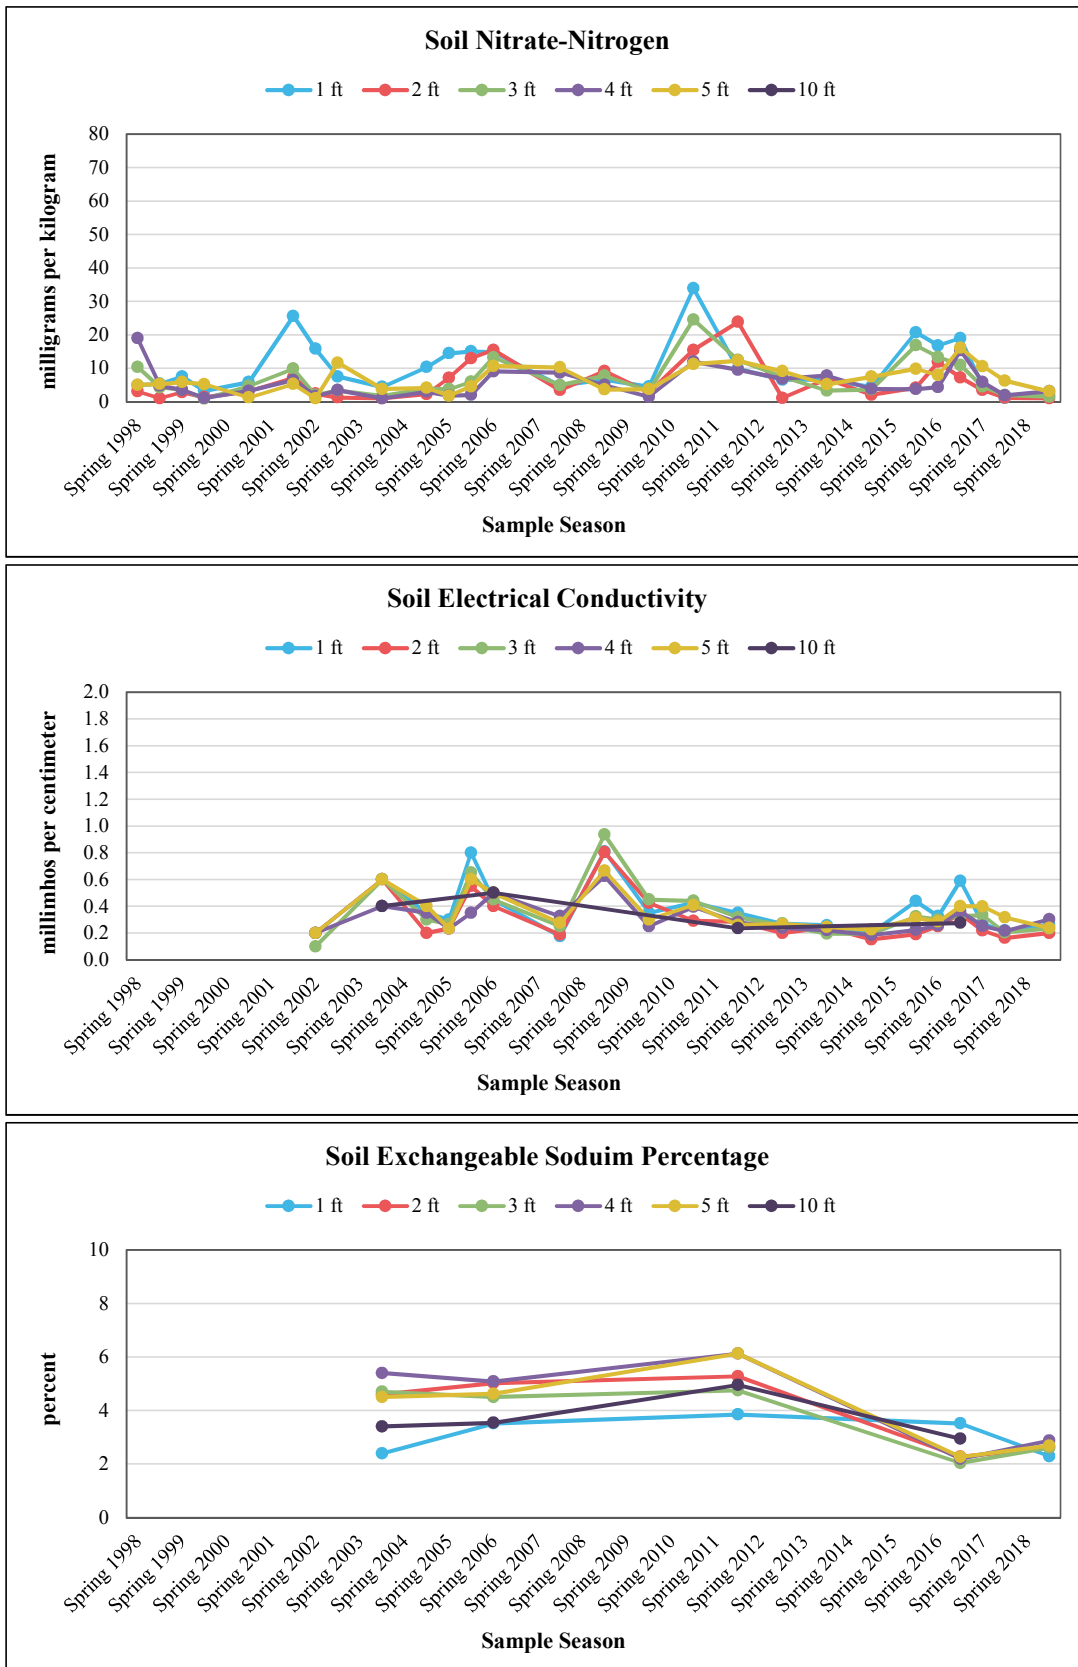 Soil Nitrate-Nitrogen
1 ft 2 ft 3 ft 4 ft 5 ft 10 ft
milligrams per kilogram
80
70
60
50
40
30
20
10
0
Spring 1998 Spring 1999 Spring 2000 Spring 2001 Spring 2002 Spring 2003 Spring 2004 Spring 2005 Spring 2006 Spring 2007 Spring 2008 Spring 2009 Spring 2010 Spring 2011 Spring 2012 Spring 2013 Spring 2014 Spring 2015 Spring 2016 Spring 2017 Spring 2018
Sample Season
Soil Electrical Conductivity
1 ft 2 ft 3 ft 4 ft 5 ft 10 ft
millimhos per centimeter
2.0
1.8
1.6
1.4
1.2
1.0
0.8
0.6
0.4
0.2
0.0
Spring 1998 Spring 1999 Spring 2000 Spring 2001 Spring 2002 Spring 2003 Spring 2004 Spring 2005 Spring 2006 Spring 2007 Spring 2008 Spring 2009 Spring 2010 Spring 2011 Spring 2012 Spring 2013 Spring 2014 Spring 2015 Spring 2016 Spring 2017 Spring 2018
Sample Season
Soil Exchangeable Soduim Percentage
1 ft 2 ft 3 ft 4 ft 5 ft 10 ft
percent
10
8
6
4
2
0
Spring 1998 Spring 1999 Spring 2000 Spring 2001 Spring 2002 Spring 2003 Spring 2004 Spring 2005 Spring 2006 Spring 2007 Spring 2008 Spring 2009 Spring 2010 Spring 2011 Spring 2012 Spring 2013 Spring 2014 Spring 2015 Spring 2016 Spring 2017 Spring 2018
Sample Season